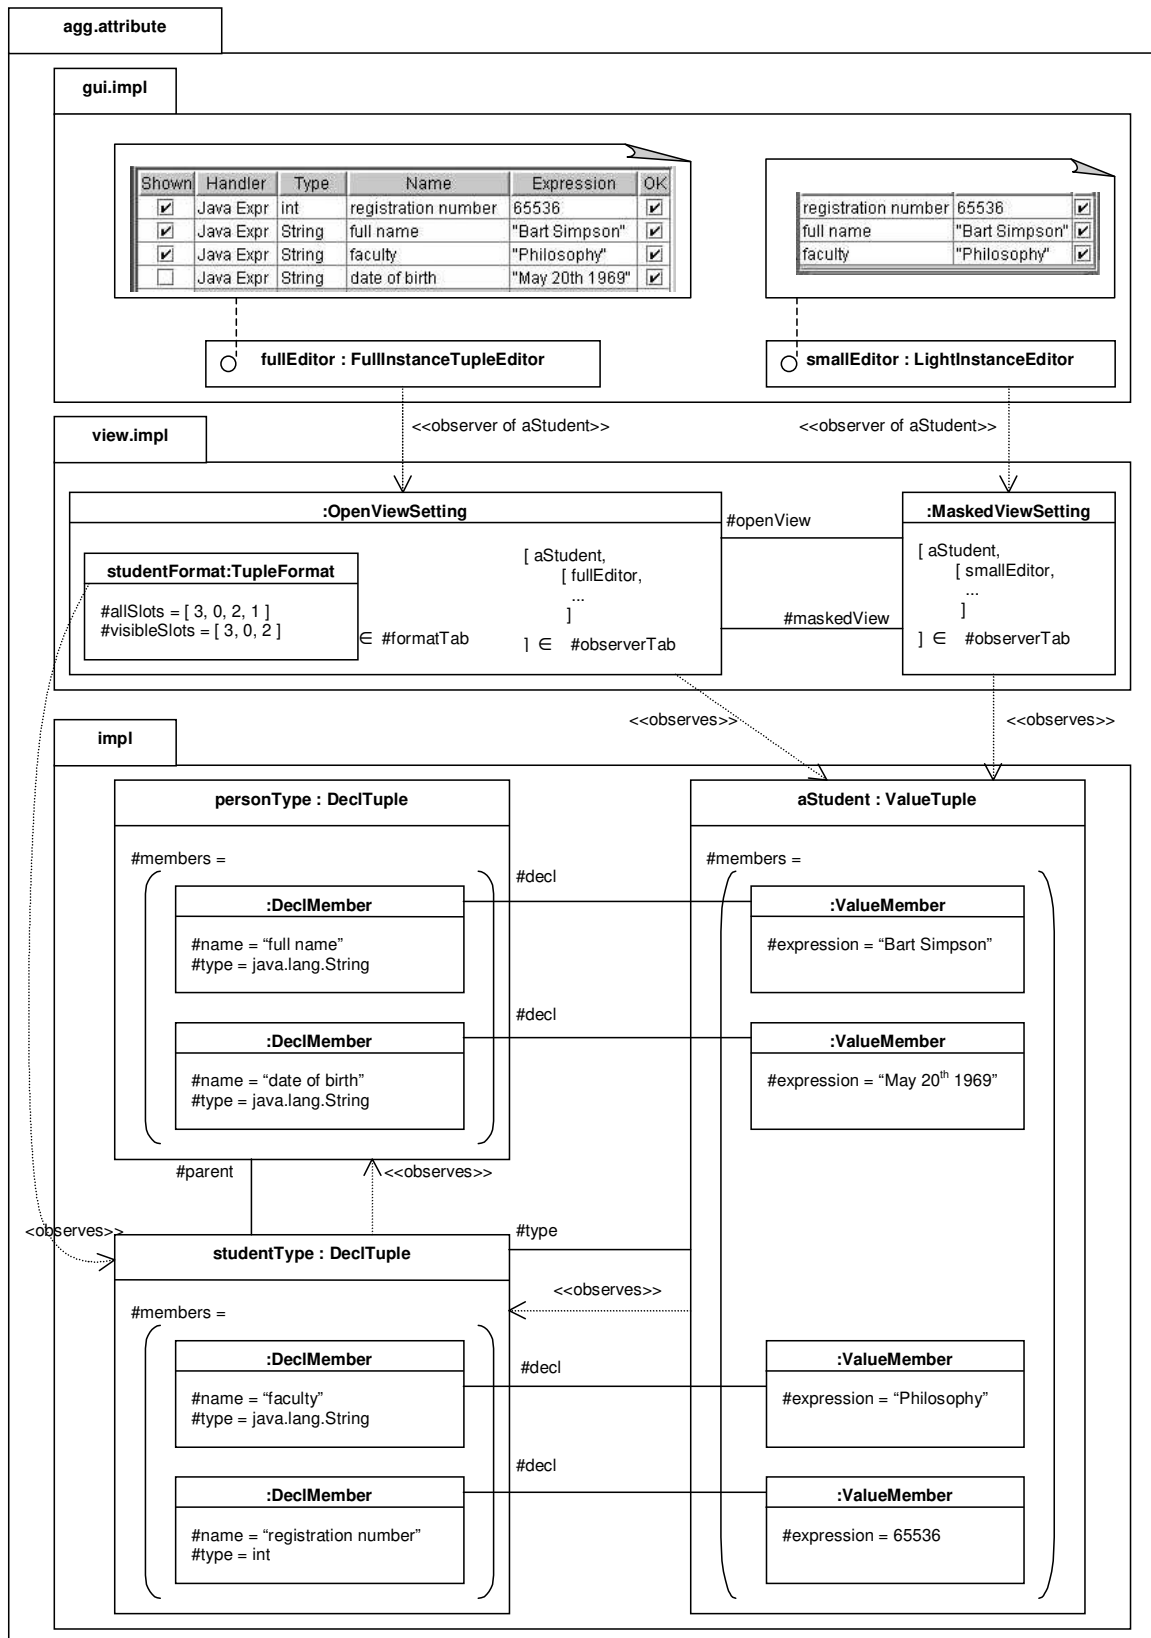 agg.attribute
gui.impl
Shown Handler Type Name Expression OK
Java Expr int registration number 65536
Java Expr String full name "Bart Simpson"
Java Expr String faculty "Philosophy"
Java Expr String date of birth "May 20th 1969"
registration number 65536
full name "Bart Simpson"
faculty "Philosophy"
fullEditor : FullInstanceTupleEditor
smallEditor : LightInstanceEditor
<<observer of aStudent>>
<<observer of aStudent>>
view.impl
:OpenViewSetting
studentFormat:TupleFormat
#allSlots = [ 3, 0, 2, 1 ]
#visibleSlots = [ 3, 0, 2 ]
∈ #formatTab
[ aStudent,
[ fullEditor,
...
]
] ∈ #observerTab
#openView
#maskedView
:MaskedViewSetting
[ aStudent,
[ smallEditor,
...
]
] ∈ #observerTab
<<observes>>
<<observes>>
impl
personType : DeclTuple
#members =
:DeclMember
#name = “full name”
#type = java.lang.String
:DeclMember
#name = “date of birth”
#type = java.lang.String
#decl
#decl
aStudent : ValueTuple
#members =
:ValueMember
#expression = “Bart Simpson”
:ValueMember
#expression = “May 20th 1969”
#parent
<<observes>>
<observes>>
#type
<<observes>>
studentType : DeclTuple
#members =
:DeclMember
#name = “faculty”
#type = java.lang.String
:DeclMember
#name = “registration number”
#type = int
#decl
#decl
:ValueMember
#expression = “Philosophy”
:ValueMember
#expression = 65536